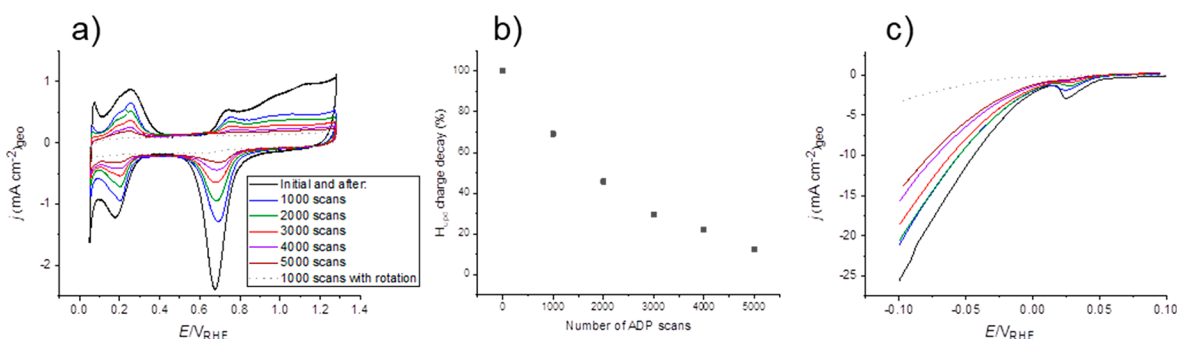 a)
1
0
-1
-2
j (mA cm-2)geo
0.0 0.2 0.4 0.6 0.8 1.0 1.2 1.4
E/VRHE
Initial and after:
1000 scans
2000 scans
3000 scans
4000 scans
5000 scans
1000 scans with rotation
b)
100
80
60
40
20
0
Hupd charge decay (%)
0 1000 2000 3000 4000 5000
Number of ADP scans
c)
0
-5
-10
-15
-20
-25
j (mA cm-2)geo
-0.10 -0.05 0.00 0.05 0.10
E/VRHE